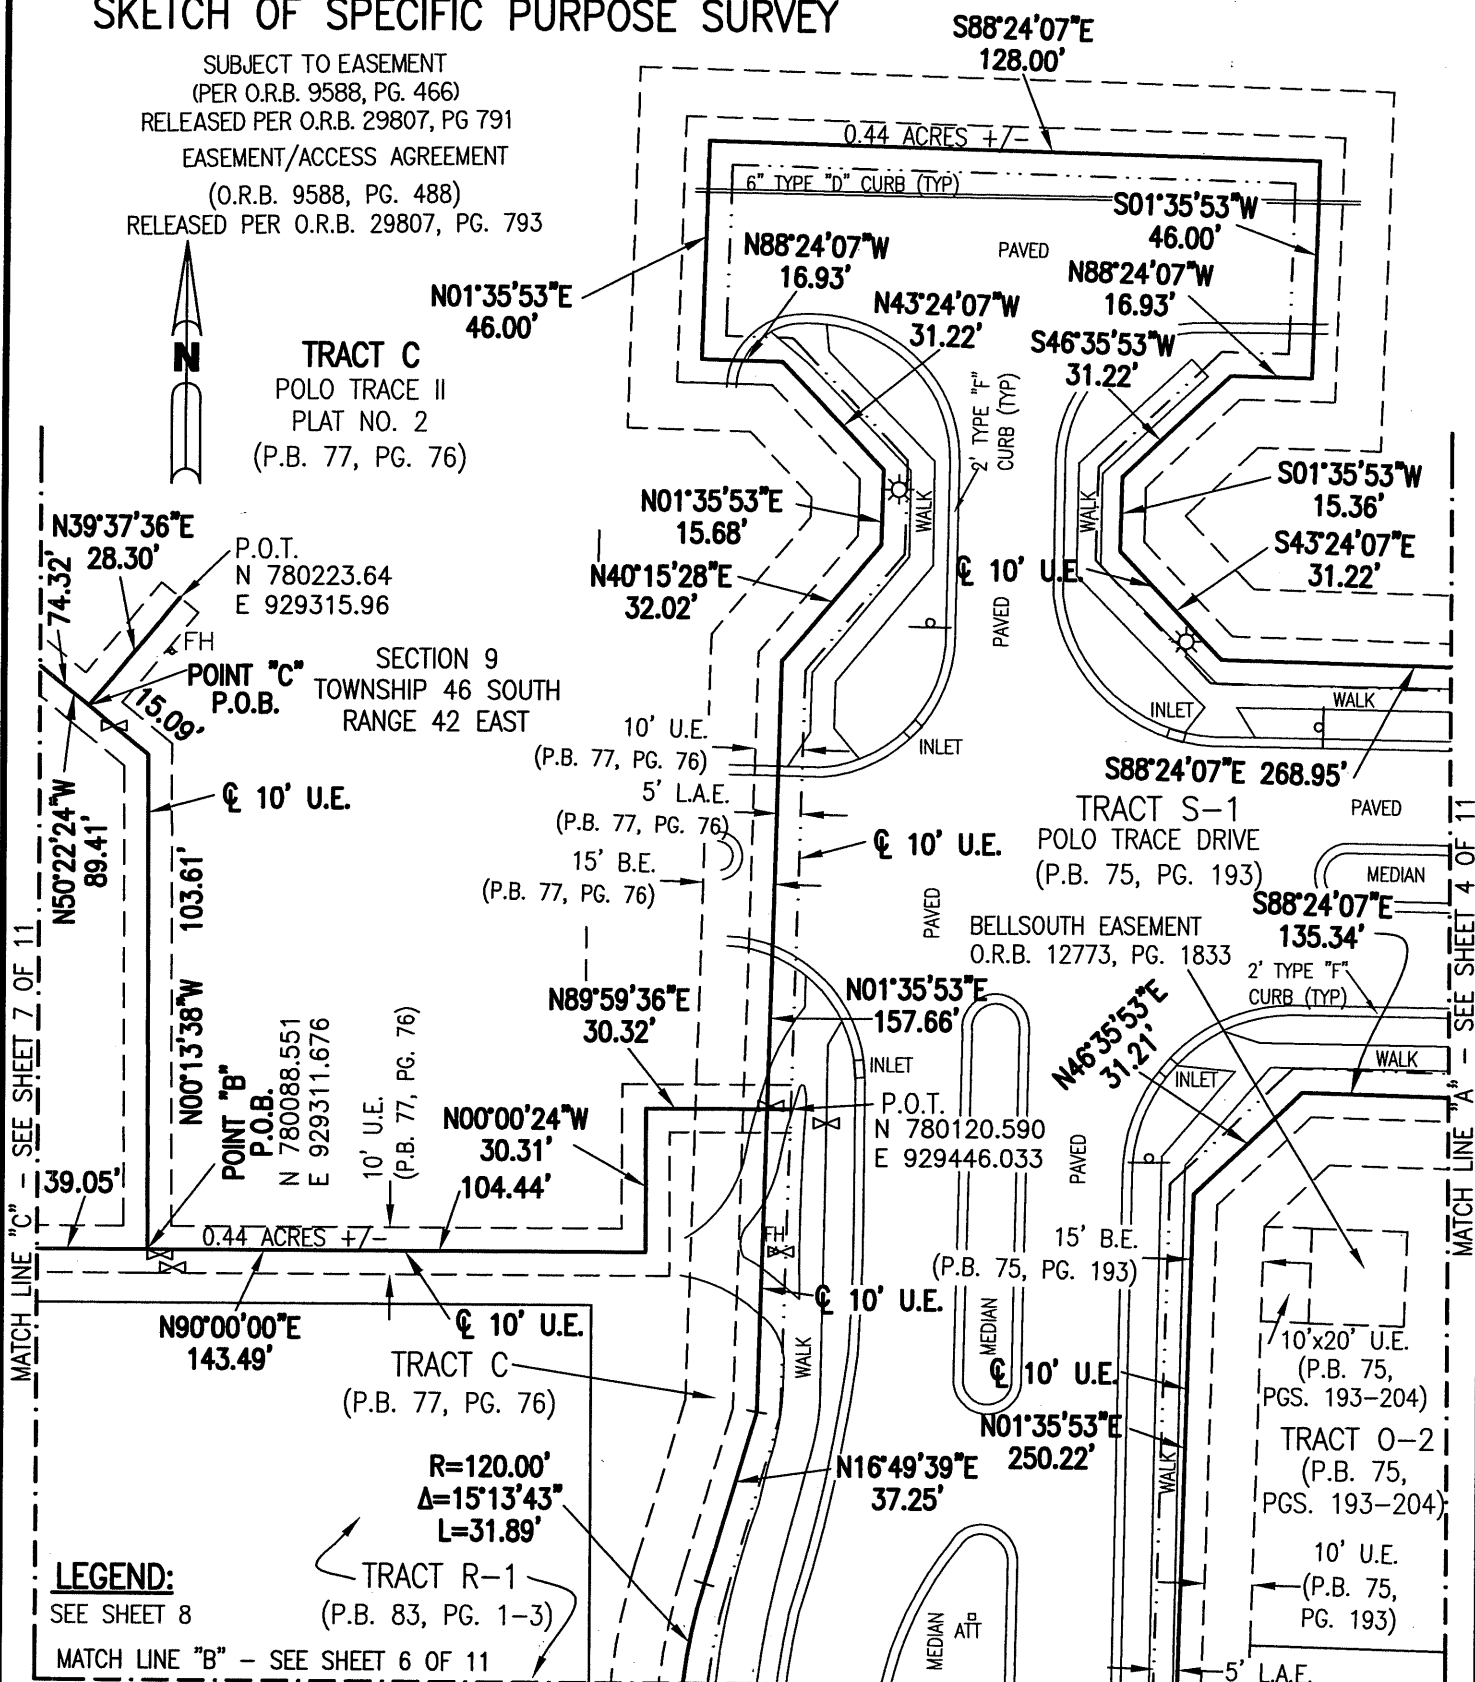 SKETCH OF SPECIFIC PURPOSE SURVEY
SUBJECT TO EASEMENT
(PER O.R.B. 9588, PG. 466)
RELEASED PER O.R.B. 29807, PG 791
EASEMENT/ACCESS AGREEMENT
(O.R.B. 9588, PG. 488)
RELEASED PER O.R.B. 29807, PG. 793
S88°24'07"E
128.00'
0.44 ACRES +/-
6" TYPE "D" CURB (TYP)
S01°35'53"W
46.00'
N88°24'07"W
16.93'
PAVED
N88°24'07"W
16.93'
N01°35'53"E
46.00'
N43°24'07"W
31.22'
S46°35'53"W
31.22'
N
TRACT C
POLO TRACE II
PLAT NO. 2
(P.B. 77, PG. 76)
2' TYPE "F"
CURB (TYP)
WALK
WALK
S01°35'53"W
15.36'
N01°35'53"E
15.68'
S43°24'07"E
31.22'
N39°37'36"E
28.30'
74.32'
P.O.T.
N 780223.64
E 929315.96
N40°15'28"E
32.02'
℄ 10' U.E.
PAVED
FH
POINT "C"
P.O.B.
15.09'
SECTION 9
TOWNSHIP 46 SOUTH
RANGE 42 EAST
WALK
INLET
INLET
10' U.E.
(P.B. 77, PG. 76)
S88°24'07"E 268.95'
℄ 10' U.E.
5' L.A.E.
(P.B. 77, PG. 76)
TRACT S-1
POLO TRACE DRIVE
(P.B. 75, PG. 193)
PAVED
N50°22'24"W
89.41'
15' B.E.
(P.B. 77, PG. 76)
℄ 10' U.E.
MEDIAN
103.61'
N00°13'38"W
PAVED
BELLSOUTH EASEMENT
O.R.B. 12773, PG. 1833
S88°24'07"E
135.34'
2' TYPE "F"
CURB (TYP)
N89°59'36"E
30.32'
N01°35'53"E
157.66'
N46°35'53"E
31.21'
WALK
INLET
INLET
MATCH LINE "C" - SEE SHEET 7 OF 11
MATCH LINE "A" - SEE SHEET 4 OF 11
POINT "B"
P.O.B.
N 780088.551
E 929311.676
10' U.E.
(P.B. 77, PG. 76)
N00°00'24"W
30.31'
P.O.T.
N 780120.590
E 929446.033
PAVED
39.05'
104.44'
0.44 ACRES +/-
FH
15' B.E.
(P.B. 75, PG. 193)
N90°00'00"E
143.49'
℄ 10' U.E.
℄ 10' U.E.
MEDIAN
WALK
10'x20' U.E.
(P.B. 75,
PGS. 193-204)
TRACT C
(P.B. 77, PG. 76)
℄ 10' U.E.
N01°35'53"E
250.22'
WALK
TRACT O-2
(P.B. 75,
PGS. 193-204)
R=120.00'
Δ=15°13'43"
L=31.89'
N16°49'39"E
37.25'
10' U.E.
(P.B. 75,
PG. 193)
LEGEND:
SEE SHEET 8
TRACT R-1
(P.B. 83, PG. 1-3)
MEDIAN
ATT
MATCH LINE "B" - SEE SHEET 6 OF 11
5' L.A.E.